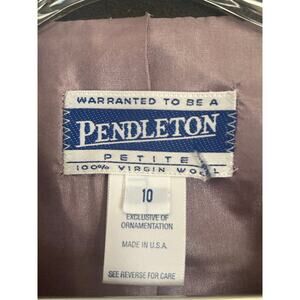 WARRANTED TO BE A
PENDLETON
PETITE
100% VIRGIN WOOL
10
EXCLUSIVE OF
ORNAMENTATION
MADE IN U.S.A.
SEE REVERSE FOR CARE